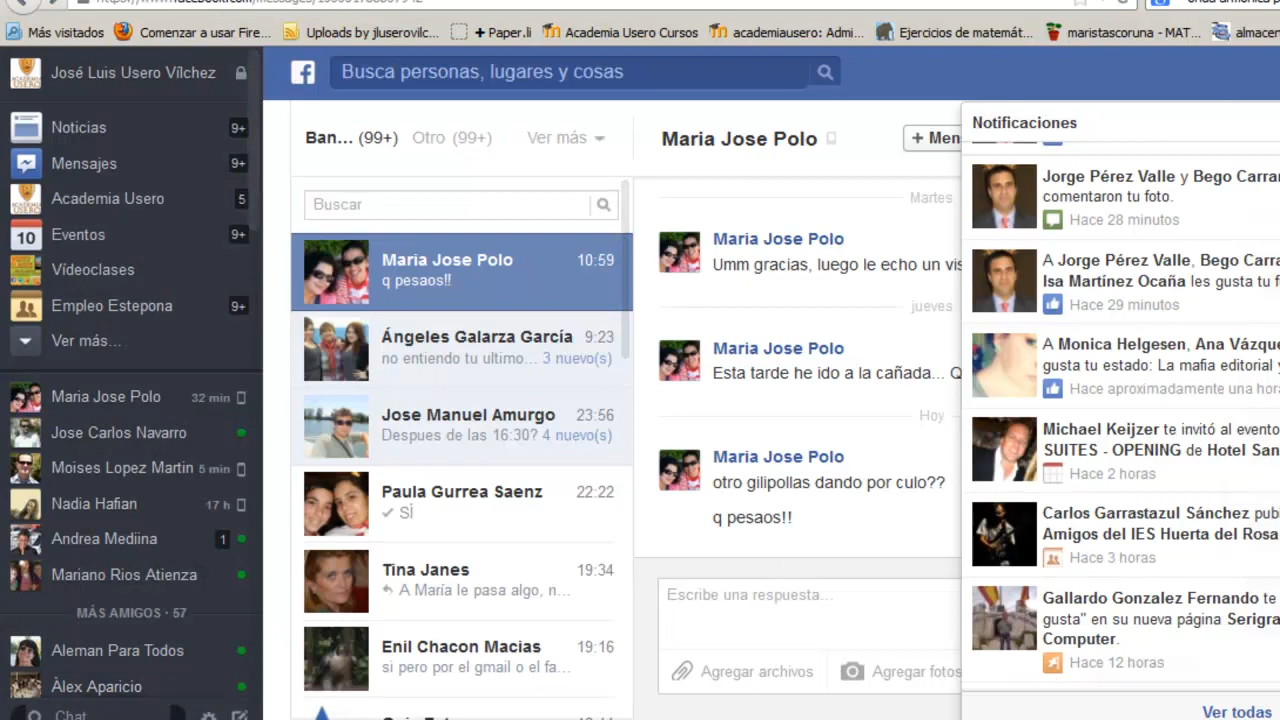 Más visitados
Comenzar a usar Fire...
Uploads by jluserovilc...
+ Paper.li
Academia Usero Cursos
academiausero: Admi...
Ejercicios de matemát...
maristascoruna - MAT...
almacen
José Luis Usero Vílchez
Noticias 9+
Mensajes 9+
Academia Usero 5
10 Eventos 9+
Vídeoclases
Empleo Estepona 9+
Ver más...
Maria Jose Polo 32 min
Jose Carlos Navarro
Moises Lopez Martin 5 min
Nadia Hafian 17 h
Andrea Mediina 1
Mariano Rios Atienza
MÁS AMIGOS · 57
Aleman Para Todos
Àlex Aparicio
Chat
Busca personas, lugares y cosas
Ban... (99+) Otro (99+) Ver más
Buscar
Maria Jose Polo 10:59
q pesaos!!
Ángeles Galarza García 9:23
no entiendo tu ultimo... 3 nuevo(s)
Jose Manuel Amurgo 23:56
Despues de las 16:30? 4 nuevo(s)
Paula Gurrea Saenz 22:22
SÍ
Tina Janes 19:34
A María le pasa algo, n...
Enil Chacon Macias 19:16
si pero por el gmail o el fa...
Maria Jose Polo
+ Men
Martes
Maria Jose Polo
Umm gracias, luego le echo un vis
jueves
Maria Jose Polo
Esta tarde he ido a la cañada... Q
Hoy
Maria Jose Polo
otro gilipollas dando por culo??
q pesaos!!
Escribe una respuesta...
Agregar archivos
Agregar fotos
Notificaciones
Jorge Pérez Valle y Bego Carran
comentaron tu foto.
Hace 28 minutos
A Jorge Pérez Valle, Bego Carra
Isa Martínez Ocaña les gusta tu f
Hace 29 minutos
A Monica Helgesen, Ana Vázque
gusta tu estado: La mafia editorial y
Hace aproximadamente una hora
Michael Keijzer te invitó al evento
SUITES - OPENING de Hotel San
Hace 2 horas
Carlos Garrastazul Sánchez publ
Amigos del IES Huerta del Rosa
Hace 3 horas
Gallardo Gonzalez Fernando te
gusta" en su nueva página Serigra
Computer.
Hace 12 horas
Ver todas